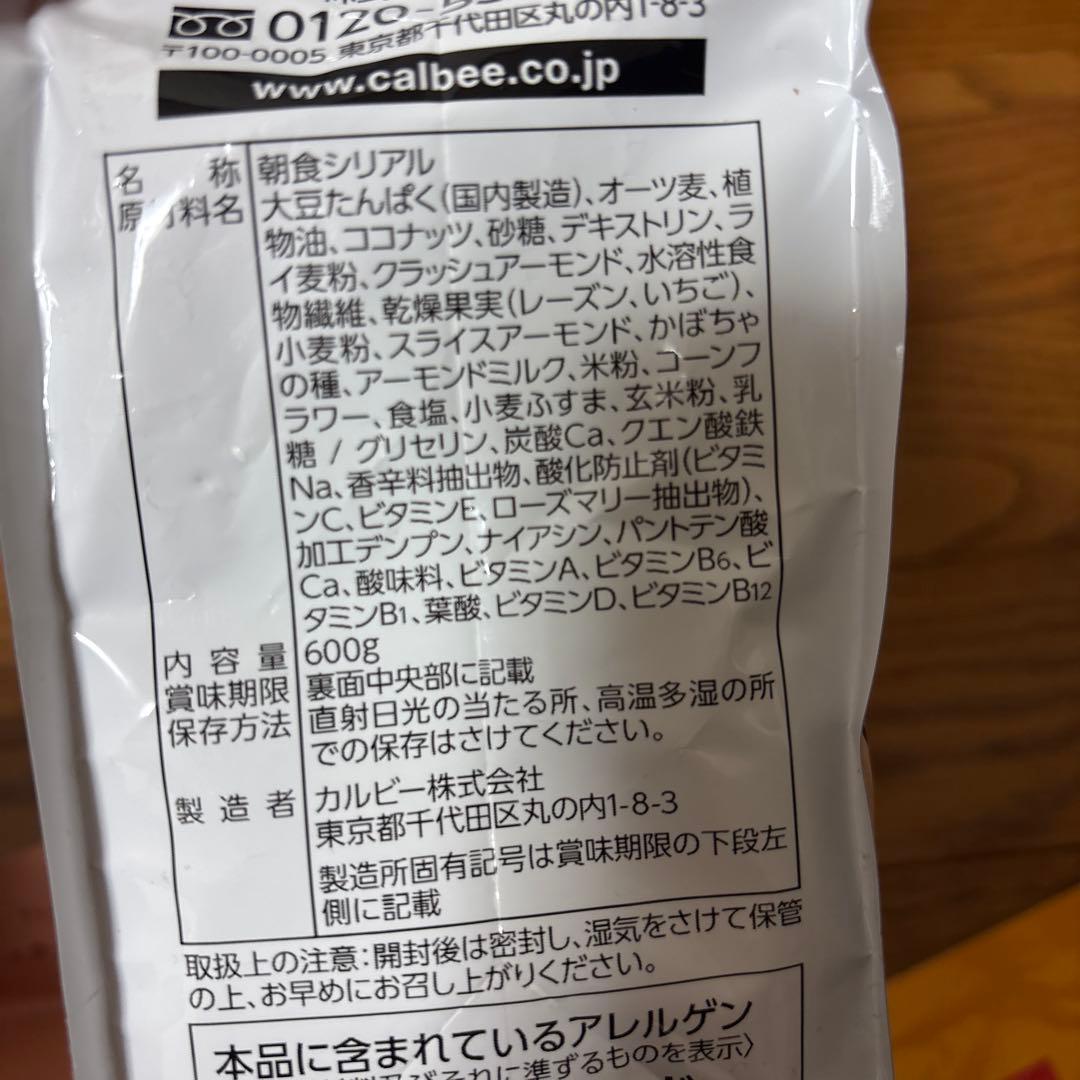 0120-
〒100-0005 東京都千代田区丸の内1-8-3
www.calbee.co.jp
名称 朝食シリアル
原材料名 大豆たんぱく(国内製造)、オーツ麦、植
物油、ココナッツ、砂糖、デキストリン、ラ
イ麦粉、クラッシュアーモンド、水溶性食
物繊維、乾燥果実(レーズン、いちご)、
小麦粉、スライスアーモンド、かぼちゃ
の種、アーモンドミルク、米粉、コーンフ
ラワー、食塩、小麦ふすま、玄米粉、乳
糖 / グリセリン、炭酸Ca、クエン酸鉄
Na、香辛料抽出物、酸化防止剤(ビタミ
ンC、ビタミンE、ローズマリー抽出物)、
加工デンプン、ナイアシン、パントテン酸
Ca、酸味料、ビタミンA、ビタミンB6、ビ
タミンB1、葉酸、ビタミンD、ビタミンB12
内容量 600g
賞味期限 裏面中央部に記載
保存方法 直射日光の当たる所、高温多湿の所
での保存はさけてください。
製造者 カルビー株式会社
東京都千代田区丸の内1-8-3
製造所固有記号は賞味期限の下段左
側に記載
取扱上の注意:開封後は密封し、湿気をさけて保管
の上、お早めにお召し上がりください。
本品に含まれているアレルゲン
及びそれに準ずるものを表示〉